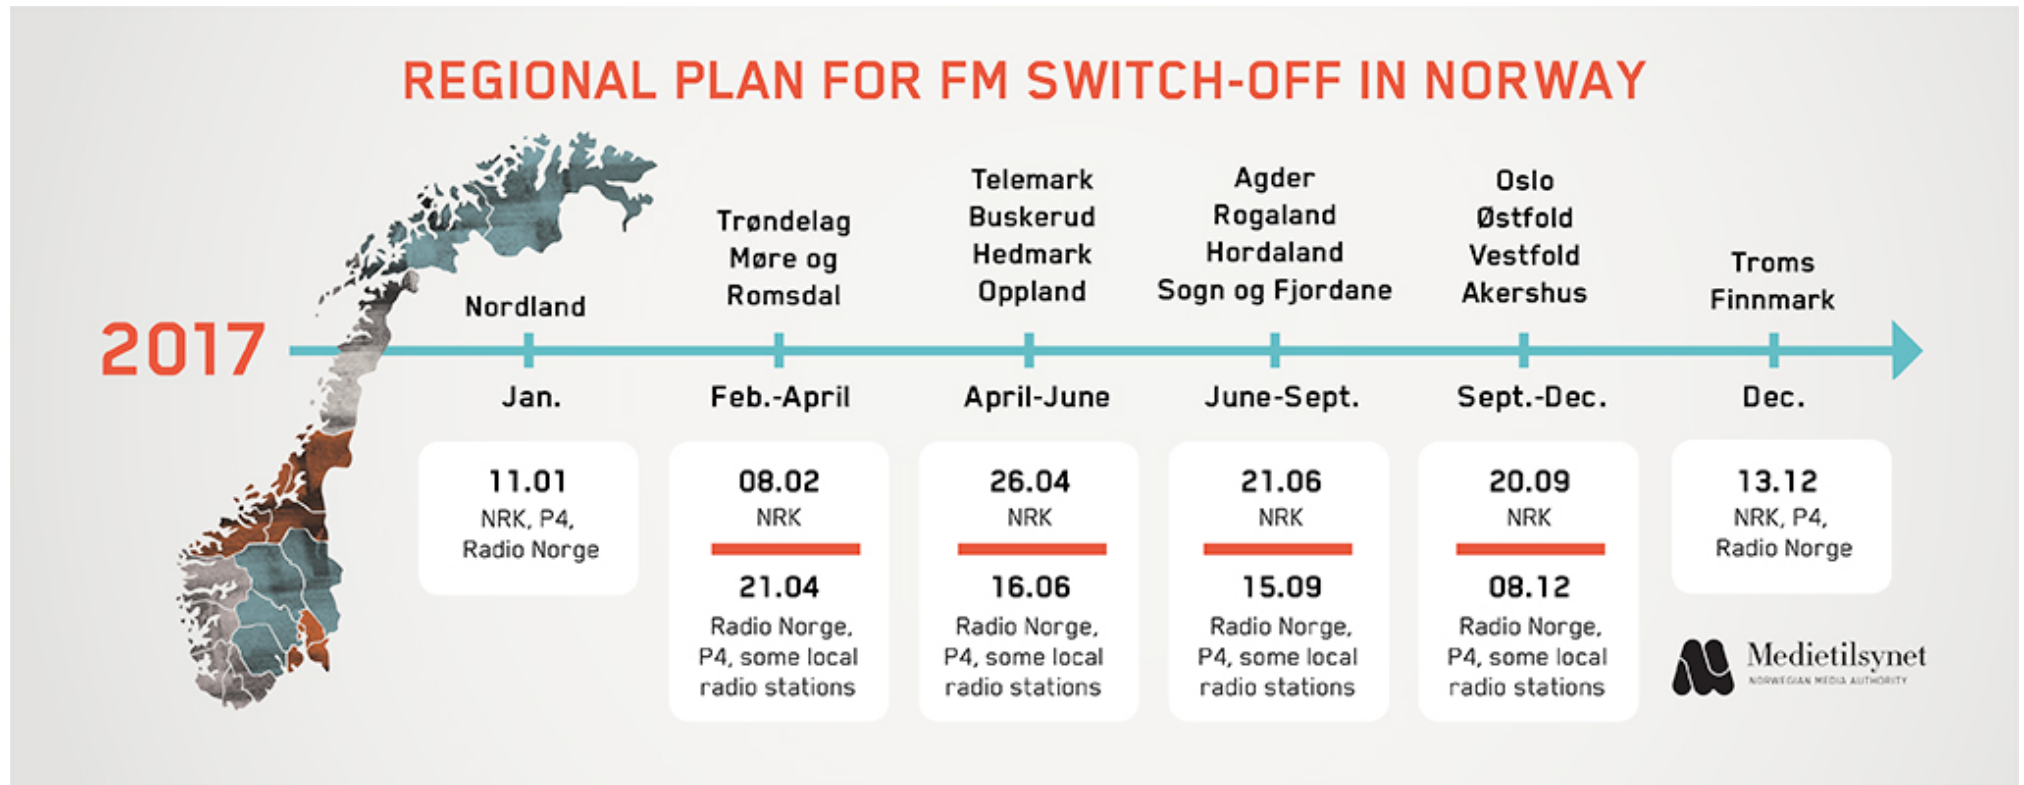 REGIONAL PLAN FOR FM SWITCH-OFF IN NORWAY
2017
Nordland
Jan.
11.01
NRK, P4,
Radio Norge
Trøndelag
Møre og
Romsdal
Feb.-April
08.02
NRK
21.04
Radio Norge,
P4, some local
radio stations
Telemark
Buskerud
Hedmark
Oppland
April-June
26.04
NRK
16.06
Radio Norge,
P4, some local
radio stations
Agder
Rogaland
Hordaland
Sogn og Fjordane
June-Sept.
21.06
NRK
15.09
Radio Norge,
P4, some local
radio stations
Oslo
Østfold
Vestfold
Akershus
Sept.-Dec.
20.09
NRK
08.12
Radio Norge,
P4, some local
radio stations
Troms
Finnmark
Dec.
13.12
NRK, P4,
Radio Norge
Medietilsynet
NORWEGIAN MEDIA AUTHORITY